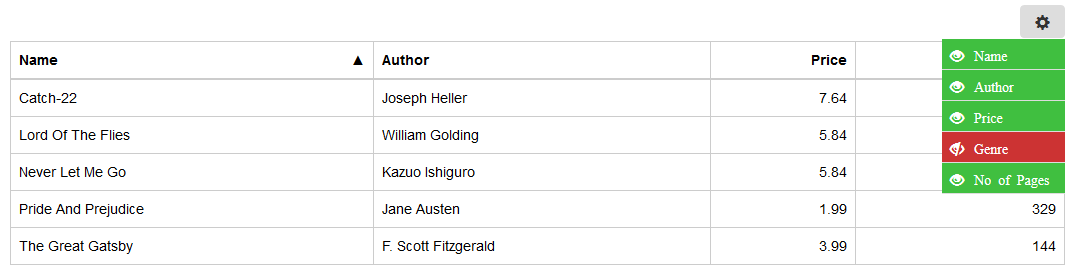 Name ▲ Author Price
Name
Author
Price
Genre
No of Pages
Catch-22 Joseph Heller 7.64
Lord Of The Flies William Golding 5.84
Never Let Me Go Kazuo Ishiguro 5.84
Pride And Prejudice Jane Austen 1.99 329
The Great Gatsby F. Scott Fitzgerald 3.99 144